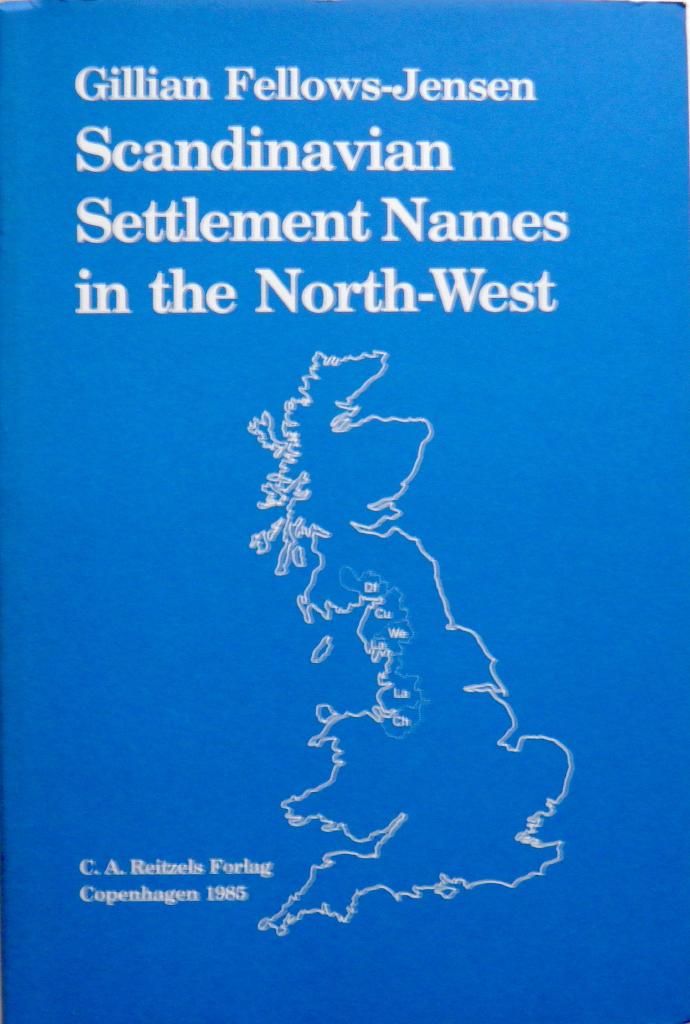 Gillian Fellows-Jensen
Scandinavian
Settlement Names
in the North-West
Df
Cu
We
La
La
Ch
C. A. Reitzels Forlag
Copenhagen 1985